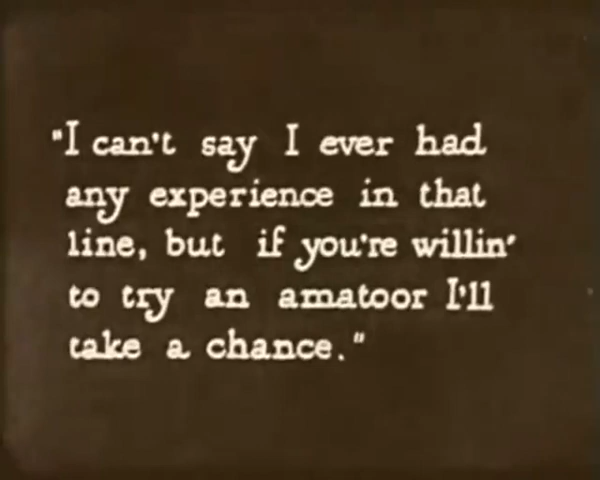 "I can't say I ever had
any experience in that
line, but if you're willin'
to try an amatoor I'll
take a chance."